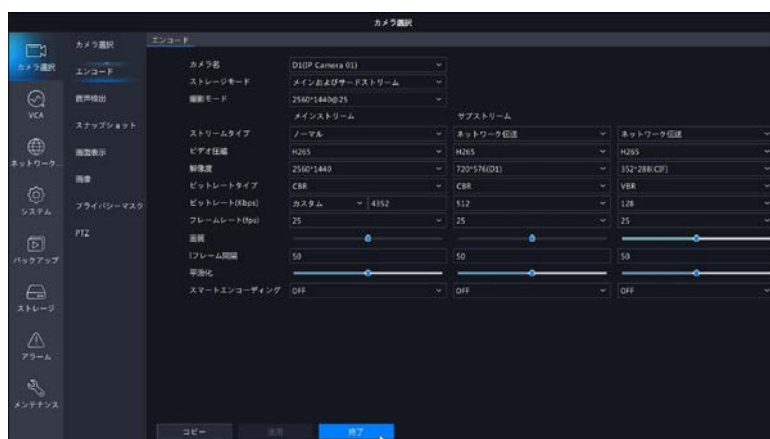 カメラ選択
カメラ選択
VCA
ネットワーク...
システム
バックアップ
ストレージ
アラーム
メンテナンス
カメラ選択
エンコード
音声検出
スナップショット
画面表示
画像
プライバシーマスク
PTZ
エンコード
カメラ名 D1(IP Camera 01)
ストレージモード メインおよびサードストリーム
撮影モード 2560*1440@25
メインストリーム サブストリーム
ストリームタイプ ノーマル ネットワーク伝送 ネットワーク伝送
ビデオ圧縮 H265 H265 H265
解像度 2560*1440 720*576(D1) 352*288(CIF)
ビットレートタイプ CBR CBR VBR
ビットレート(Kbps) カスタム 4352 512 128
フレームレート(fps) 25 25 25
画質
Iフレーム間隔 50 50 50
平滑化
スマートエンコーディング OFF OFF OFF
コピー 適用 終了